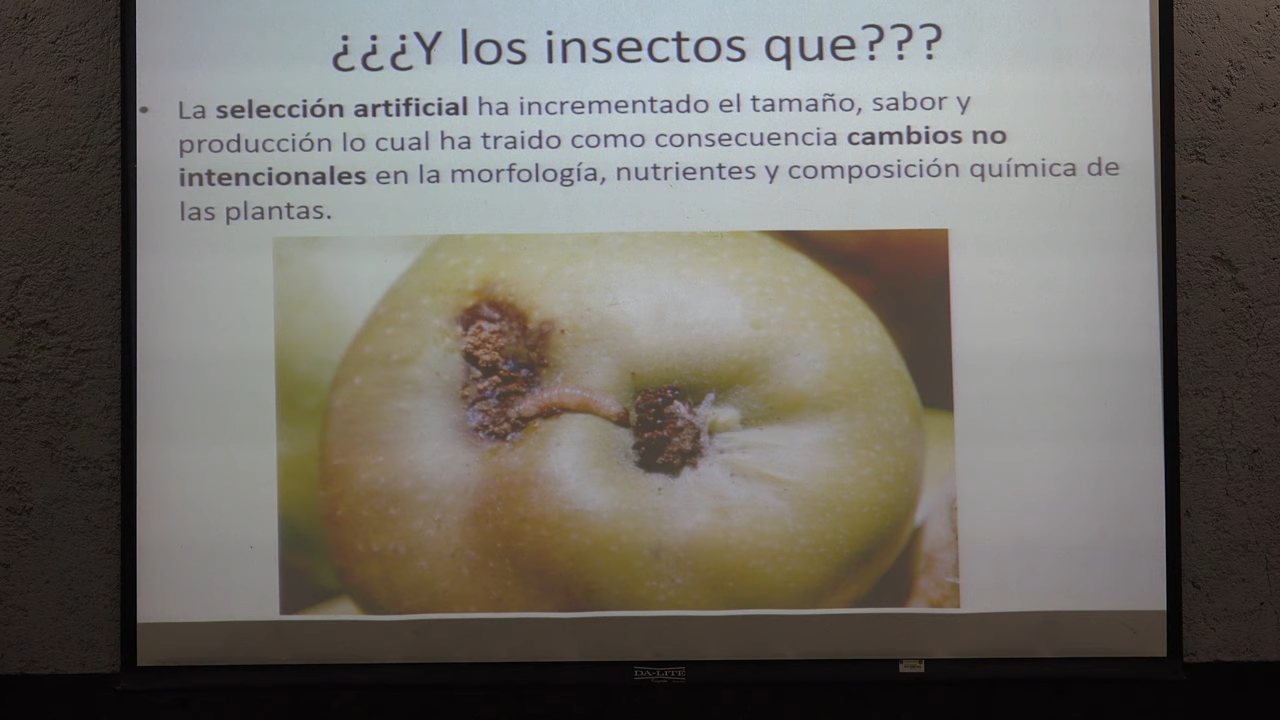 ¿¿¿Y los insectos que???
• La selección artificial ha incrementado el tamaño, sabor y
producción lo cual ha traido como consecuencia cambios no
intencionales en la morfología, nutrientes y composición química de
las plantas.
DA-LITE